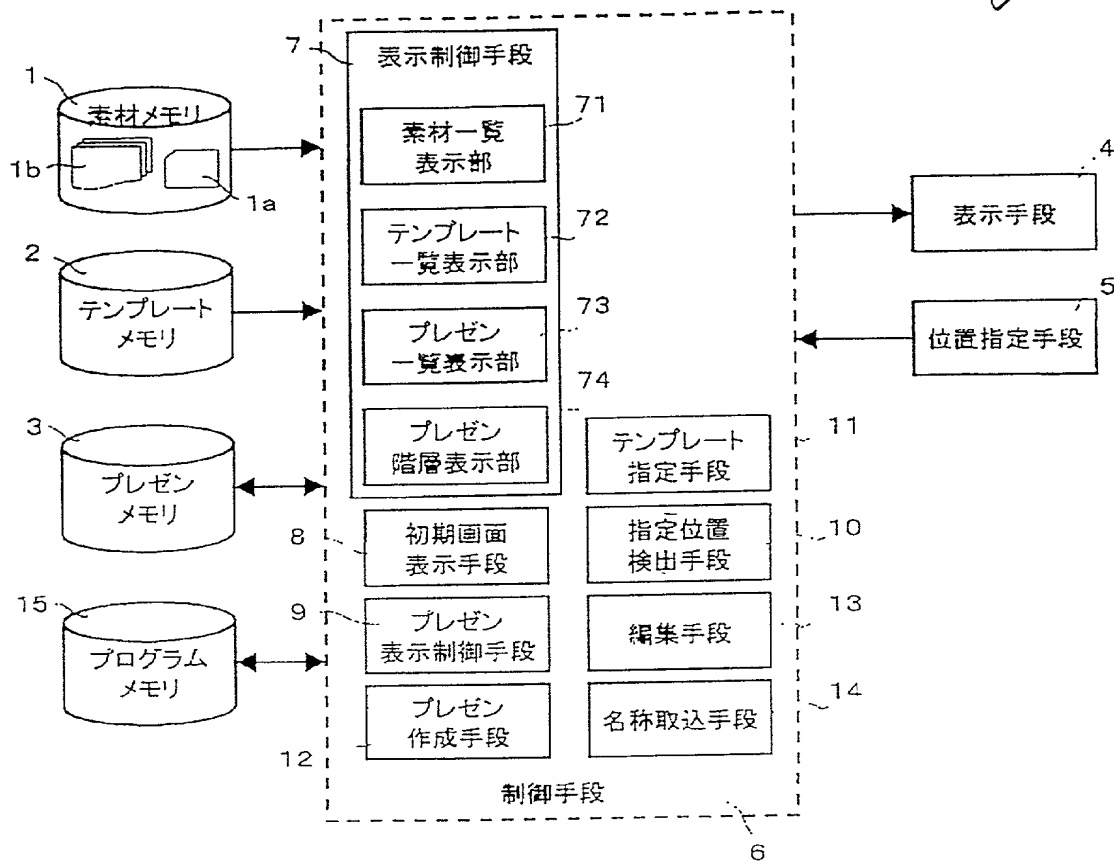 7
表示制御手段
1
素材メモリ
1b
1a
71
素材一覧
表示部
4
表示手段
72
テンプレート
一覧表示部
2
テンプレート
メモリ
5
位置指定手段
73
プレゼン
一覧表示部
74
プレゼン
階層表示部
3
プレゼン
メモリ
11
テンプレート
指定手段
8
初期画面
表示手段
10
指定位置
検出手段
15
プログラム
メモリ
9
プレゼン
表示制御手段
13
編集手段
12
プレゼン
作成手段
14
名称取込手段
制御手段
6